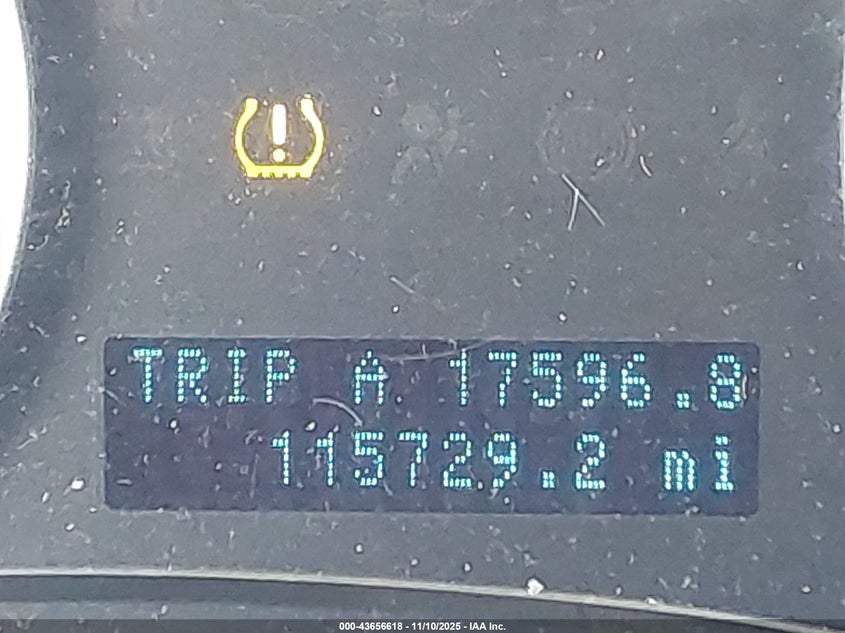 TRIP A 17596.8
115729.2 mi
000-43656618 - 11/10/2025 - IAA Inc.